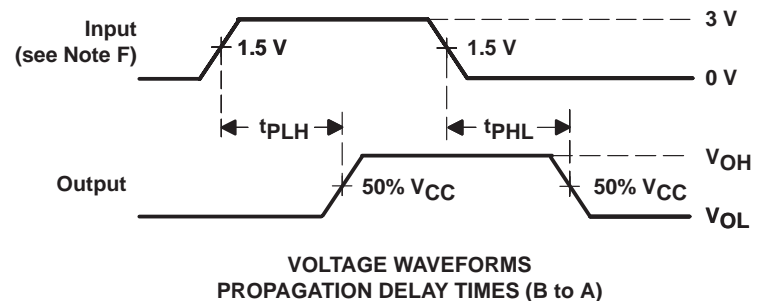 Input
(see Note F)
1.5 V
1.5 V
3 V
0 V
tPLH
tPHL
Output
50% VCC
50% VCC
VOH
VOL
VOLTAGE WAVEFORMS
PROPAGATION DELAY TIMES (B to A)